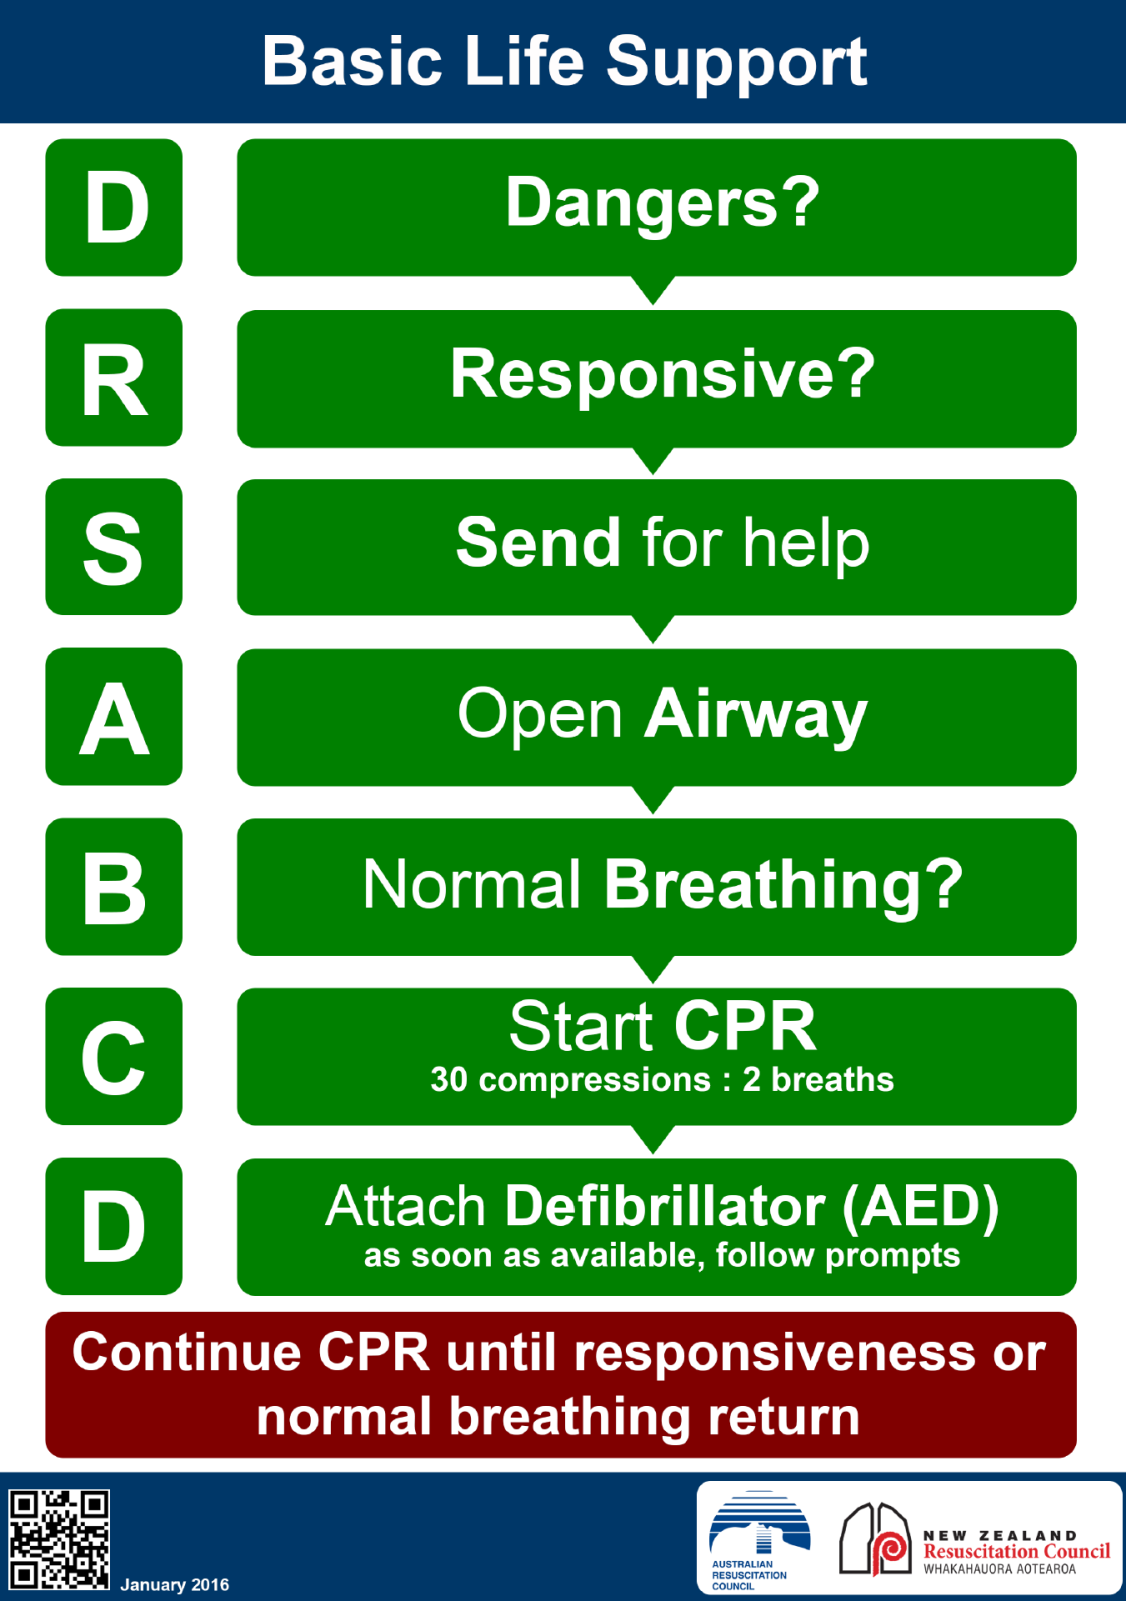 Basic Life Support
D
Dangers?
R
Responsive?
S
Send for help
A
Open Airway
B
Normal Breathing?
C
Start CPR
30 compressions : 2 breaths
D
Attach Defibrillator (AED)
as soon as available, follow prompts
Continue CPR until responsiveness or
normal breathing return
January 2016
AUSTRALIAN
RESUSCITATION
COUNCIL
NEW ZEALAND
Resuscitation Council
WHAKAHAUORA AOTEAROA